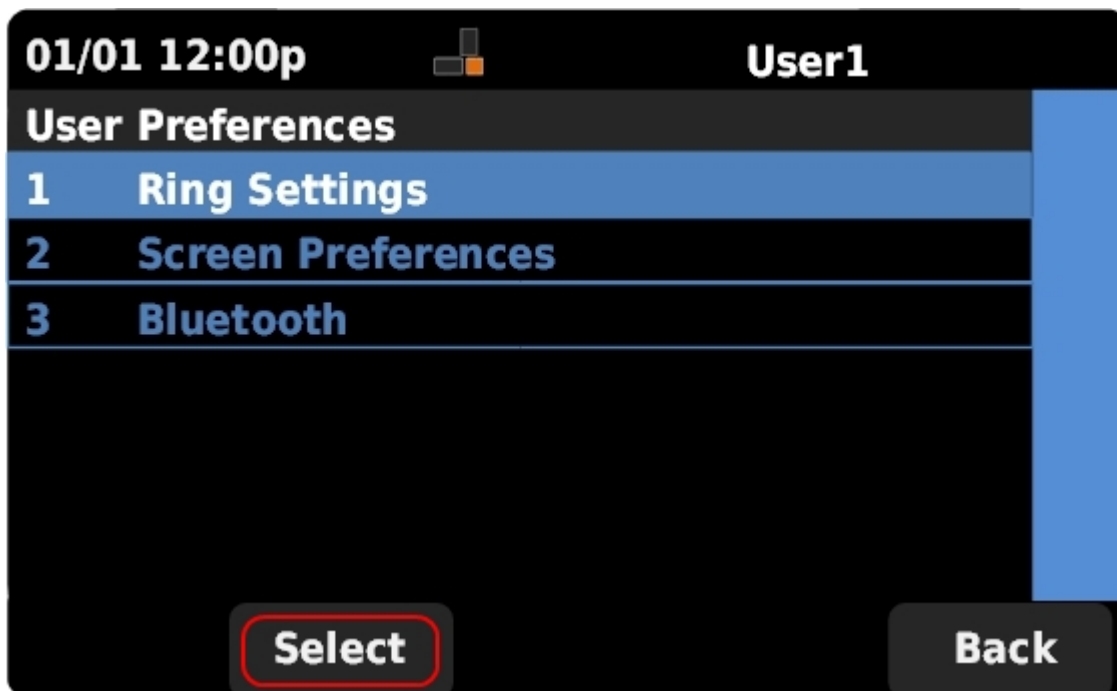 01/01 12:00p User1
User Preferences
1 Ring Settings
2 Screen Preferences
3 Bluetooth
Select Back